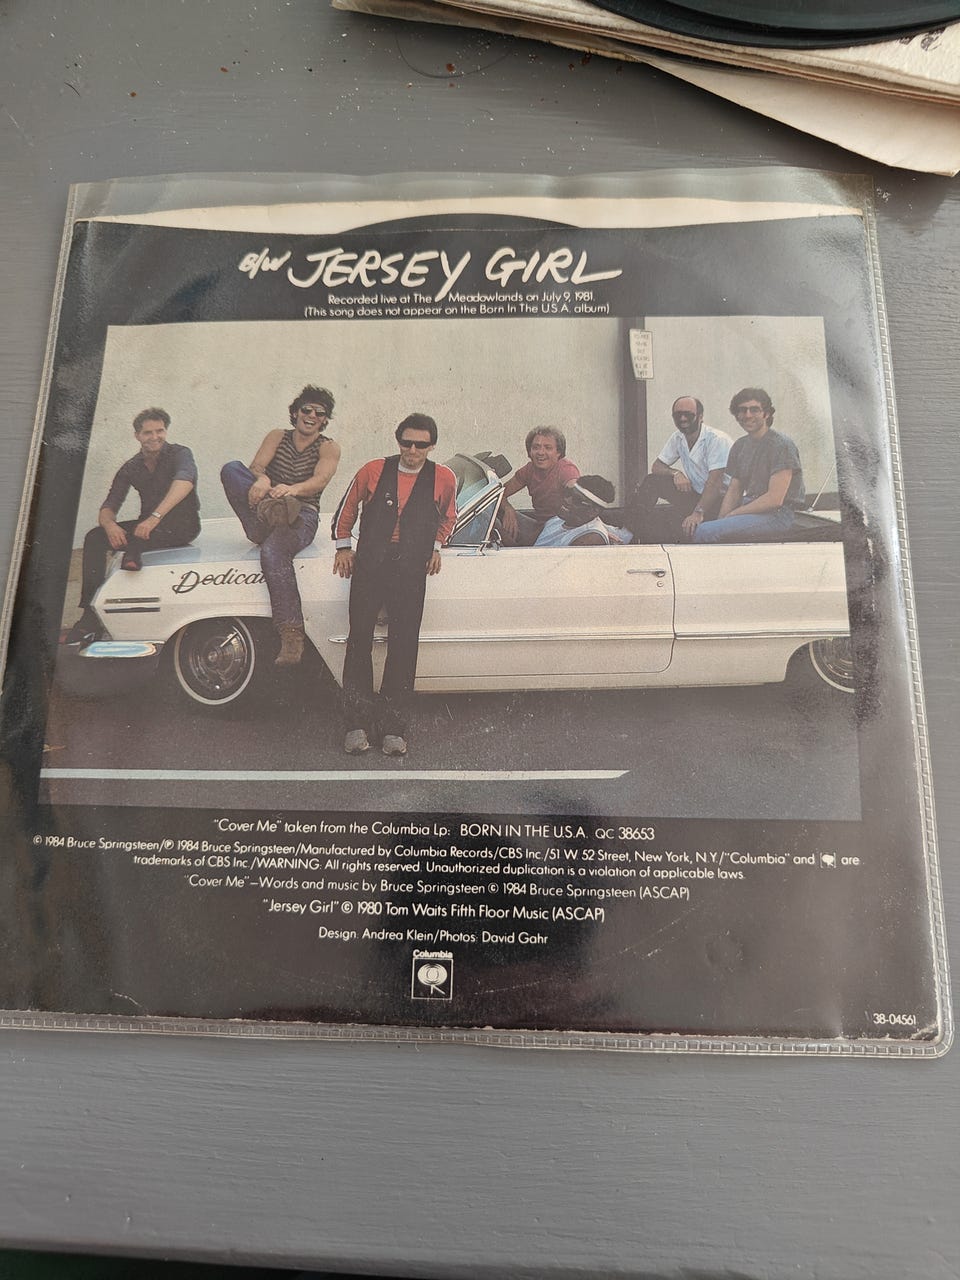 B/W JERSEY GIRL
Recorded live at The Meadowlands on July 9, 1981.
(This song does not appear on the Born In The U.S.A. album)
Dedicat
"Cover Me" taken from the Columbia Lp: BORN IN THE U.S.A. QC 38653
© 1984 Bruce Springsteen/℗ 1984 Bruce Springsteen/Manufactured by Columbia Records/CBS Inc./51 W. 52 Street, New York, N.Y./"Columbia" and are
trademarks of CBS Inc./WARNING: All rights reserved. Unauthorized duplication is a violation of applicable laws.
"Cover Me"—Words and music by Bruce Springsteen © 1984 Bruce Springsteen (ASCAP)
"Jersey Girl" © 1980 Tom Waits Fifth Floor Music (ASCAP)
Design: Andrea Klein/Photos: David Gahr
Columbia
38-04561